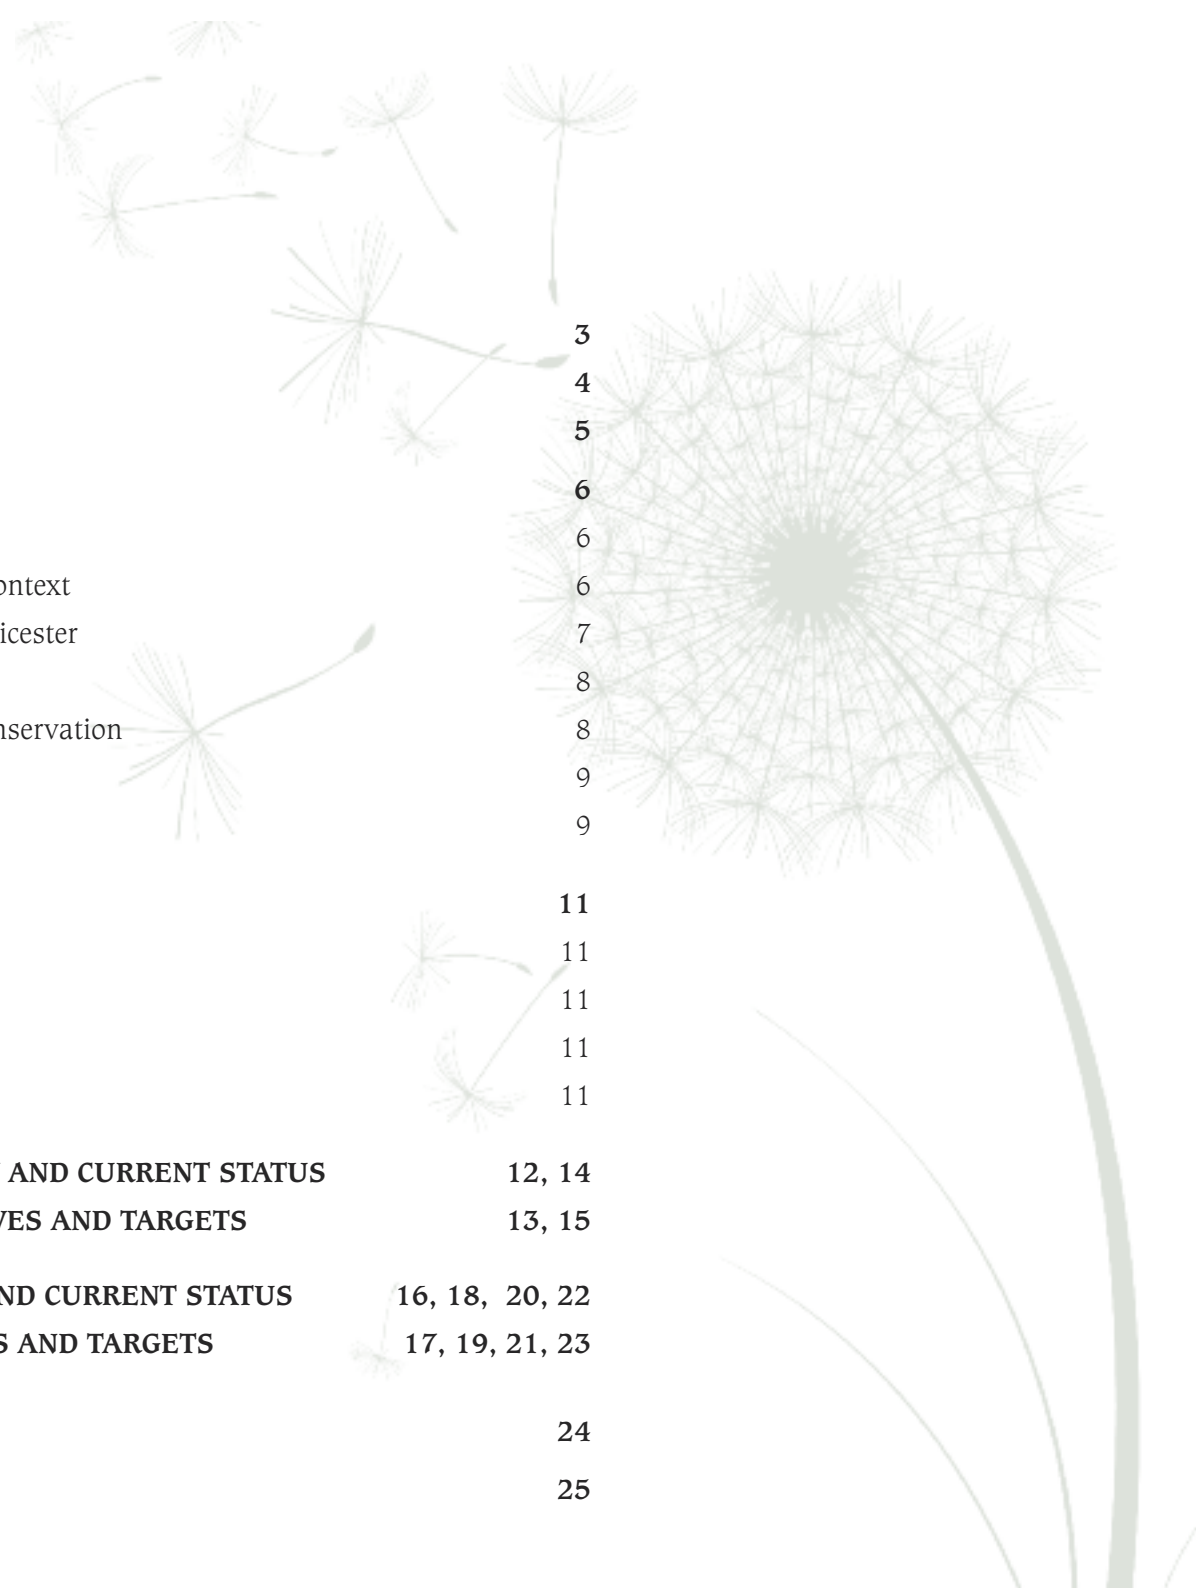 3
4
5
6
6
ontext 6
icester 7
8
nservation 8
9
9
11
11
11
11
11
AND CURRENT STATUS 12, 14
VES AND TARGETS 13, 15
ND CURRENT STATUS 16, 18, 20, 22
S AND TARGETS 17, 19, 21, 23
24
25